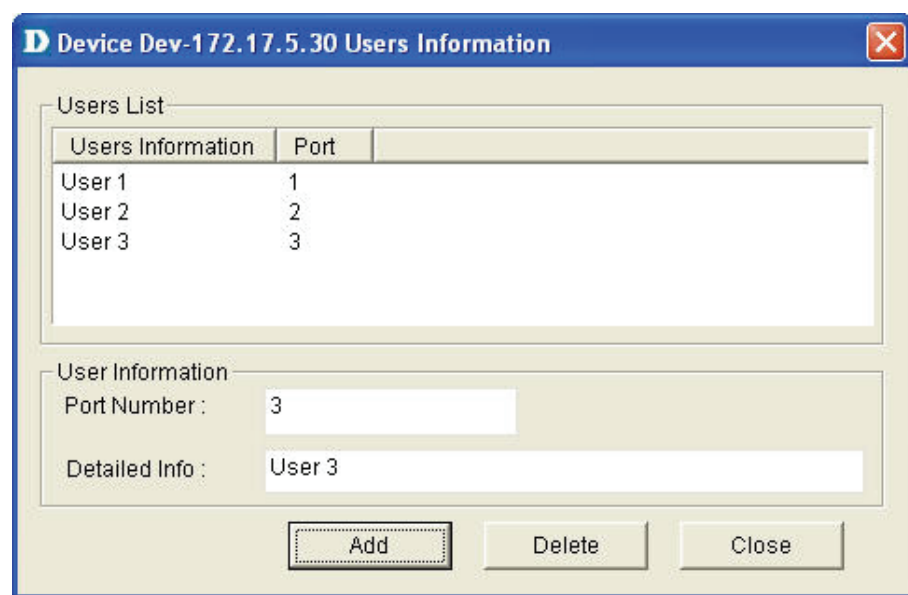 D Device Dev-172.17.5.30 Users Information
Users List
Users Information Port
User 1 1
User 2 2
User 3 3
User Information
Port Number : 3
Detailed Info : User 3
Add Delete Close